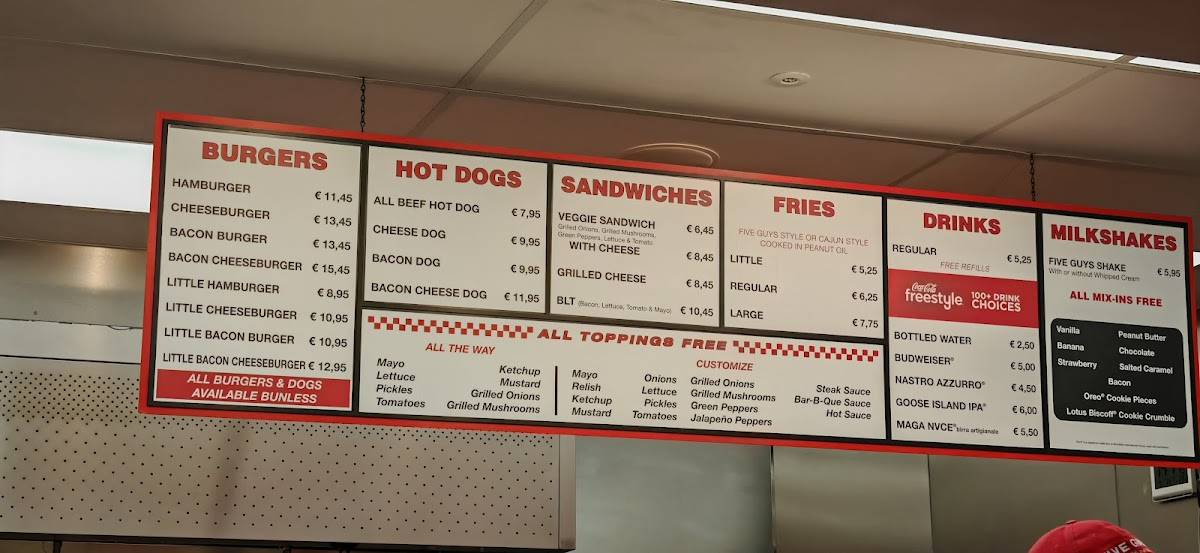 BURGERS
HAMBURGER € 11,45
CHEESEBURGER € 13,45
BACON BURGER € 13,45
BACON CHEESEBURGER € 15,45
LITTLE HAMBURGER € 8,95
LITTLE CHEESEBURGER € 10,95
LITTLE BACON BURGER € 10,95
LITTLE BACON CHEESEBURGER € 12,95
ALL BURGERS & DOGS
AVAILABLE BUNLESS
HOT DOGS
ALL BEEF HOT DOG € 7,95
CHEESE DOG € 9,95
BACON DOG € 9,95
BACON CHEESE DOG € 11,95
SANDWICHES
VEGGIE SANDWICH € 6,45
Grilled Onions, Grilled Mushrooms,
Green Peppers, Lettuce & Tomato
WITH CHEESE € 8,45
GRILLED CHEESE € 8,45
BLT (Bacon, Lettuce, Tomato & Mayo) € 10,45
FRIES
FIVE GUYS STYLE OR CAJUN STYLE
COOKED IN PEANUT OIL
LITTLE € 5,25
REGULAR € 6,25
LARGE € 7,75
ALL TOPPINGS FREE
ALL THE WAY
Mayo Ketchup
Lettuce Mustard
Pickles Grilled Onions
Tomatoes Grilled Mushrooms
CUSTOMIZE
Mayo Onions Grilled Onions Steak Sauce
Relish Lettuce Grilled Mushrooms Bar-B-Que Sauce
Ketchup Pickles Green Peppers Hot Sauce
Mustard Tomatoes Jalapeño Peppers
DRINKS
REGULAR € 5,25
FREE REFILLS
Coca-Cola
freestyle 100+ DRINK
CHOICES
BOTTLED WATER € 2,50
BUDWEISER® € 5,00
NASTRO AZZURRO® € 4,50
GOOSE ISLAND IPA® € 6,00
MAGA NVCE® birra artigianale € 5,50
MILKSHAKES
FIVE GUYS SHAKE € 5,95
With or without Whipped Cream
ALL MIX-INS FREE
Vanilla Peanut Butter
Banana Chocolate
Strawberry Salted Caramel
Bacon
Oreo® Cookie Pieces
Lotus Biscoff® Cookie Crumble